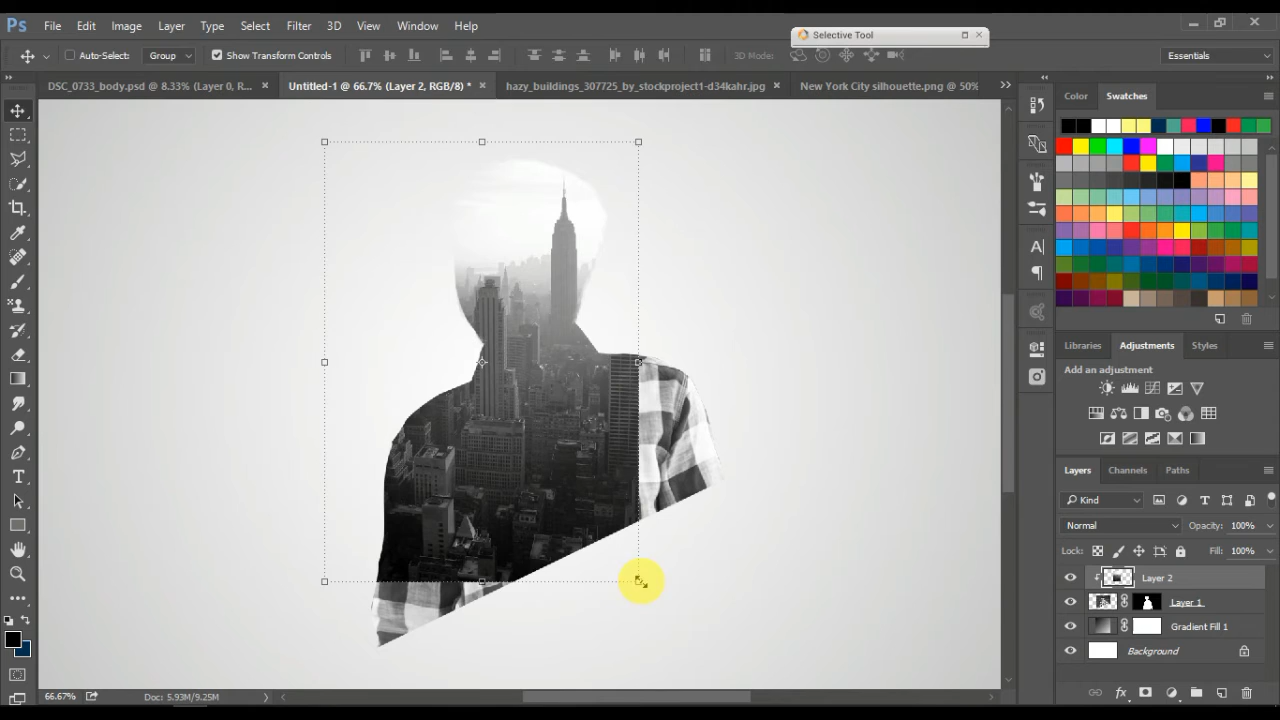 Ps File Edit Image Layer Type Select Filter 3D View Window Help
Selective Tool
Auto-Select: Group Show Transform Controls 3D Mode: Essentials
DSC_0733_body.psd @ 8.33% (Layer 0, R... Untitled-1 @ 66.7% (Layer 2, RGB/8) * hazy_buildings_307725_by_stockproject1-d34kahr.jpg New York City silhouette.png @ 50%
Color Swatches
Libraries Adjustments Styles
Add an adjustment
Layers Channels Paths
Kind
Normal Opacity: 100%
Lock: Fill: 100%
Layer 2
Layer 1
Gradient Fill 1
Background
66.67% Doc: 5.93M/9.25M